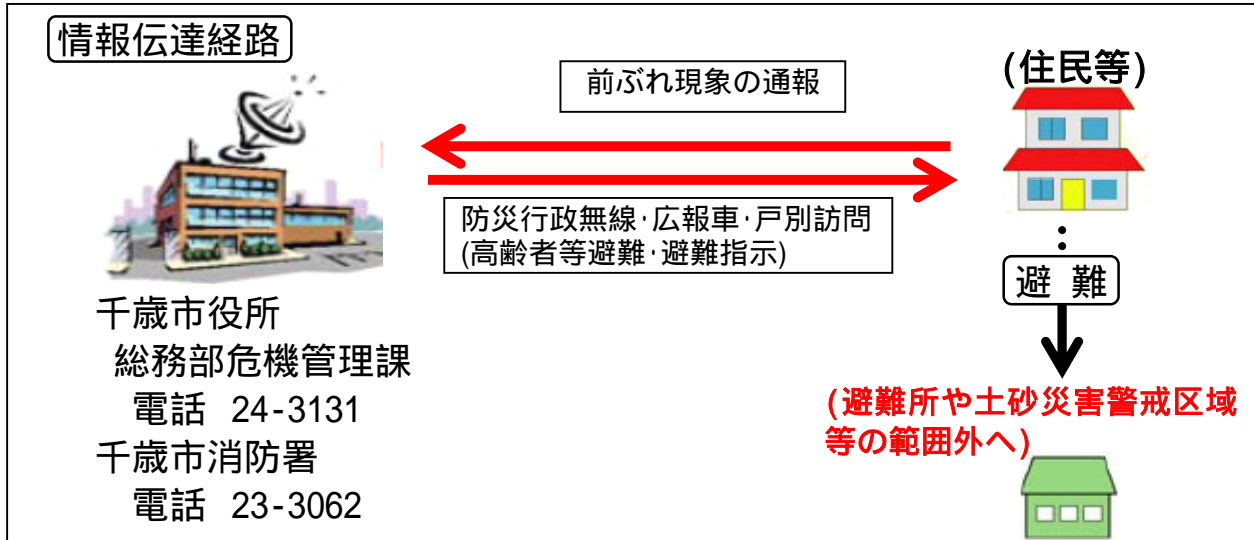 情報伝達経路
前ぶれ現象の通報
(住民等)
防災行政無線･広報車･戸別訪問
(高齢者等避難･避難指示)
：
避 難
千歳市役所
総務部危機管理課
電話 24-3131
千歳市消防署
電話 23-3062
(避難所や土砂災害警戒区域
等の範囲外へ)